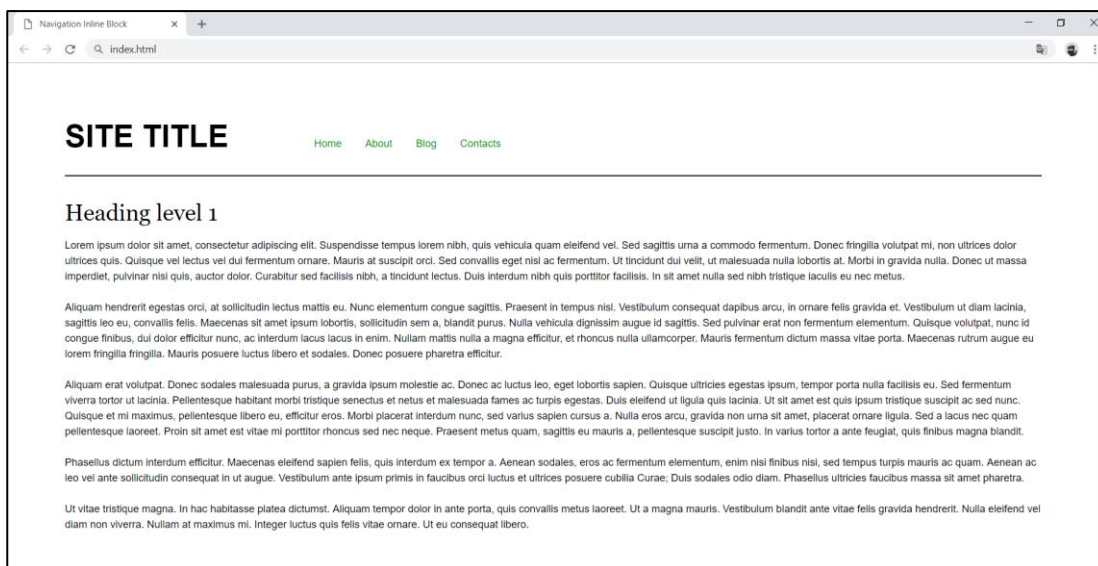 Navigation Inline Block
index.html
SITE TITLE
Home About Blog Contacts
Heading level 1
Lorem ipsum dolor sit amet, consectetur adipiscing elit. Suspendisse tempus lorem nibh, quis vehicula quam eleifend vel. Sed sagittis urna a commodo fermentum. Donec fringilla volutpat mi, non ultrices dolor
ultrices quis. Quisque vel lectus vel dui fermentum ornare. Mauris at suscipit orci. Sed convallis eget nisl ac fermentum. Ut tincidunt dui velit, ut malesuada nulla lobortis at. Morbi in gravida nulla. Donec ut massa
imperdiet, pulvinar nisi quis, auctor dolor. Curabitur sed facilisis nibh, a tincidunt lectus. Duis interdum nibh quis porttitor facilisis. In sit amet nulla sed nibh tristique iaculis eu nec metus.
Aliquam hendrerit egestas orci, at sollicitudin lectus mattis eu. Nunc elementum congue sagittis. Praesent in tempus nisl. Vestibulum consequat dapibus arcu, in ornare felis gravida et. Vestibulum ut diam lacinia,
sagittis leo eu, convallis felis. Maecenas sit amet ipsum lobortis, sollicitudin sem a, blandit purus. Nulla vehicula dignissim augue id sagittis. Sed pulvinar erat non fermentum elementum. Quisque volutpat, nunc id
congue finibus, dui dolor efficitur nunc, ac interdum lacus lacus in enim. Nullam mattis nulla a magna efficitur, et rhoncus nulla ullamcorper. Mauris fermentum dictum massa vitae porta. Maecenas rutrum augue eu
lorem fringilla fringilla. Mauris posuere luctus libero et sodales. Donec posuere pharetra efficitur.
Aliquam erat volutpat. Donec sodales malesuada purus, a gravida ipsum molestie ac. Donec ac luctus leo, eget lobortis sapien. Quisque ultricies egestas ipsum, tempor porta nulla facilisis eu. Sed fermentum
viverra tortor ut lacinia. Pellentesque habitant morbi tristique senectus et netus et malesuada fames ac turpis egestas. Duis eleifend ut ligula quis lacinia. Ut sit amet est quis ipsum tristique suscipit ac sed nunc.
Quisque et mi maximus, pellentesque libero eu, efficitur eros. Morbi placerat interdum nunc, sed varius sapien cursus a. Nulla eros arcu, gravida non urna sit amet, placerat ornare ligula. Sed a lacus nec quam
pellentesque laoreet. Proin sit amet est vitae mi porttitor rhoncus sed nec neque. Praesent metus quam, sagittis eu mauris a, pellentesque suscipit justo. In varius tortor a ante feugiat, quis finibus magna blandit.
Phasellus dictum interdum efficitur. Maecenas eleifend sapien felis, quis interdum ex tempor a. Aenean sodales, eros ac fermentum elementum, enim nisi finibus nisi, sed tempus turpis mauris ac quam. Aenean ac
leo vel ante sollicitudin consequat in ut augue. Vestibulum ante ipsum primis in faucibus orci luctus et ultrices posuere cubilia Curae; Duis sodales odio diam. Phasellus ultricies faucibus massa sit amet pharetra.
Ut vitae tristique magna. In hac habitasse platea dictumst. Aliquam tempor dolor in ante porta, quis convallis metus laoreet. Ut a magna mauris. Vestibulum blandit ante vitae felis gravida hendrerit. Nulla eleifend vel
diam non viverra. Nullam at maximus mi. Integer luctus quis felis vitae ornare. Ut eu consequat libero.